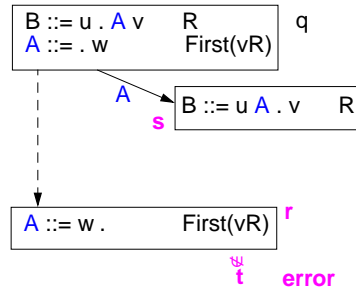 B ::= u . A v R q
A ::= . w First(vR)
A
B ::= u A . v R
s
A ::= w . First(vR) r
∉
t error